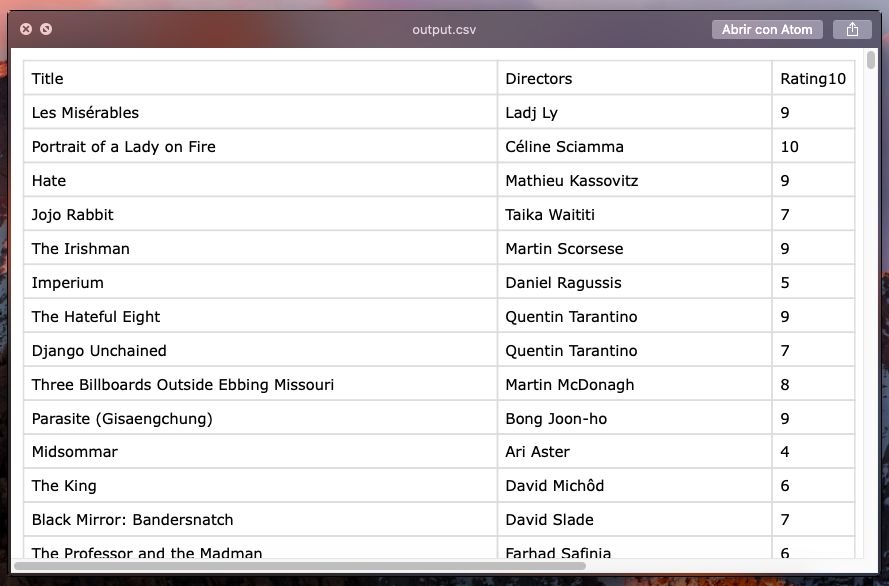 output.csv
Abrir con Atom
Title Directors Rating10
Les Misérables Ladj Ly 9
Portrait of a Lady on Fire Céline Sciamma 10
Hate Mathieu Kassovitz 9
Jojo Rabbit Taika Waititi 7
The Irishman Martin Scorsese 9
Imperium Daniel Ragussis 5
The Hateful Eight Quentin Tarantino 9
Django Unchained Quentin Tarantino 7
Three Billboards Outside Ebbing Missouri Martin McDonagh 8
Parasite (Gisaengchung) Bong Joon-ho 9
Midsommar Ari Aster 4
The King David Michôd 6
Black Mirror: Bandersnatch David Slade 7
The Professor and the Madman Farhad Safinia 6